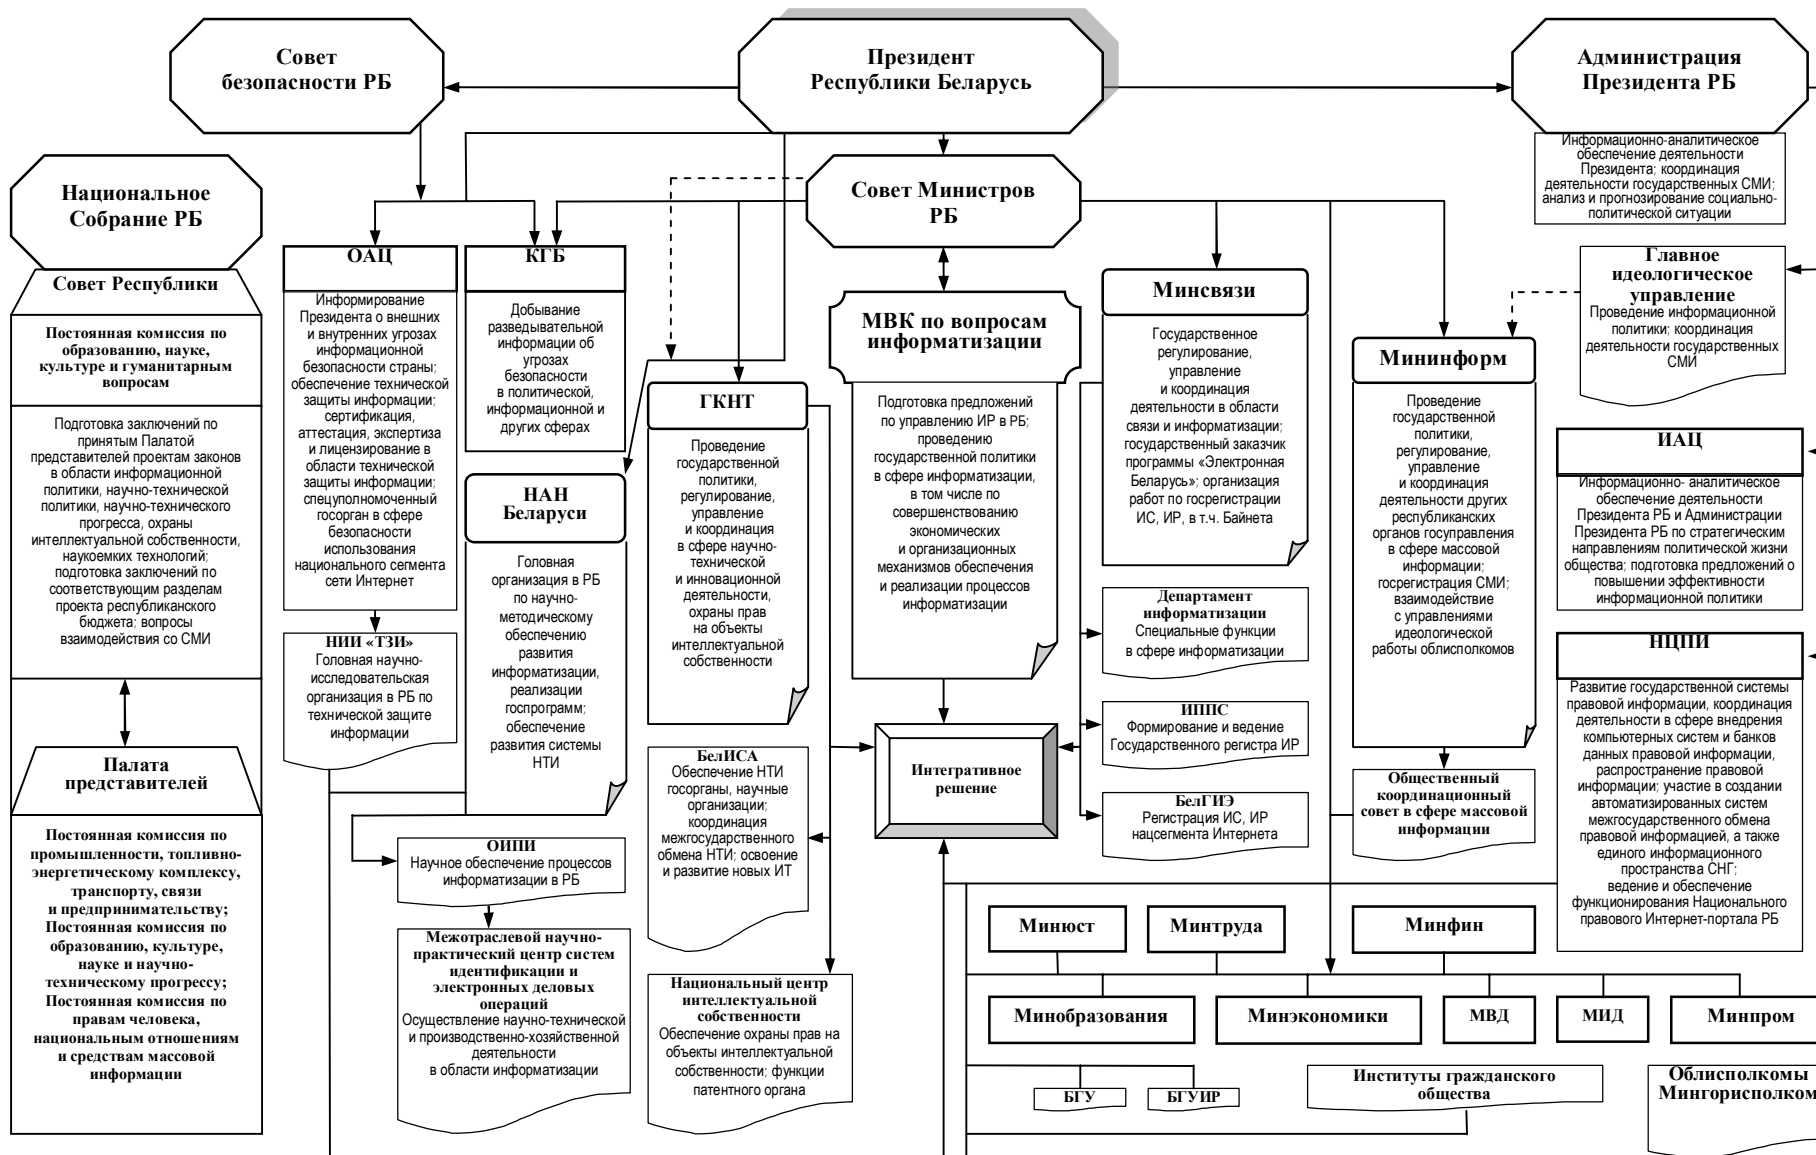 Совет
безопасности РБ
Президент
Республики Беларусь
Администрация
Президента РБ
Информационно-аналитическое
обеспечение деятельности
Президента; координация
деятельности государственных СМИ;
анализ и прогнозирование социально-
политической ситуации
Национальное
Собрание РБ
Совет Республики
Постоянная комиссия по
образованию, науке,
культуре и гуманитарным
вопросам
Подготовка заключений по
принятым Палатой
представителей проектам законов
в области информационной
политики, научно-технической
политики, научно-технического
прогресса, охраны
интеллектуальной собственности,
наукоемких технологий;
подготовка заключений по
соответствующим разделам
проекта республиканского
бюджета; вопросы
взаимодействия со СМИ
Палата
представителей
Постоянная комиссия по
промышленности, топливно-
энергетическому комплексу,
транспорту, связи
и предпринимательству;
Постоянная комиссия по
образованию, культуре,
науке и научно-
техническому прогрессу;
Постоянная комиссия по
правам человека,
национальным отношениям
и средствам массовой
информации
ОАЦ
Информирование
Президента о внешних
и внутренних угрозах
информационной
безопасности страны;
обеспечение технической
защиты информации;
сертификация,
аттестация, экспертиза
и лицензирование в
области технической
защиты информации;
спецуполномоченный
госорган в сфере
безопасности
использования
национального сегмента
сети Интернет
НИИ «ТЗИ»
Головная научно-
исследовательская
организация в РБ по
технической защите
информации
КГБ
Добывание
разведывательной
информации об
угрозах
безопасности
в политической,
информационной и
других сферах
НАН
Беларуси
Головная
организация в РБ
по научно-
методическому
обеспечению
развития
информатизации,
реализации
госпрограмм;
обеспечение
развития системы
НТИ
ОИПИ
Научное обеспечение процессов
информатизации в РБ
Межотраслевой научно-
практический центр систем
идентификации и
электронных деловых
операций
Осуществление научно-технической
и производственно-хозяйственной
деятельности
в области информатизации
ГКНТ
Проведение
государственной
политики,
регулирование,
управление
и координация
в сфере научно-
технической
и инновационной
деятельности,
охраны прав
на объекты
интеллектуальной
собственности
БелИСА
Обеспечение НТИ
госорганы, научные
организации;
координация
межгосударственного
обмена НТИ; освоение
и развитие новых ИТ
Национальный центр
интеллектуальной
собственности
Обеспечение охраны прав на
объекты интеллектуальной
собственности; функции
патентного органа
Совет Министров
РБ
МВК по вопросам
информатизации
Подготовка предложений
по управлению ИР в РБ;
проведению
государственной политики
в сфере информатизации,
в том числе по
совершенствованию
экономических
и организационных
механизмов обеспечения
и реализации процессов
информатизации
Интегративное
решение
Минсвязи
Государственное
регулирование,
управление
и координация
деятельности в области
связи и информатизации;
государственный заказчик
программы «Электронная
Беларусь»; организация
работ по госрегистрации
ИС, ИР, в т.ч. Байнета
Департамент
информатизации
Специальные функции
в сфере информатизации
ИППС
Формирование и ведение
Государственного регистра ИР
БелГИЭ
Регистрация ИС, ИР
нацсегмента Интернета
Мининформ
Проведение
государственной
политики,
регулирование,
управление
и координация
деятельности других
республиканских
органов госуправления
в сфере массовой
информации;
госрегистрация СМИ;
взаимодействие
с управлениями
идеологической
работы облисполкомов
Общественный
координационный
совет в сфере массовой
информации
Главное
идеологическое
управление
Проведение информационной
политики; координация
деятельности государственных
СМИ
ИАЦ
Информационно- аналитическое
обеспечение деятельности
Президента РБ и Администрации
Президента РБ по стратегическим
направлениям политической жизни
общества; подготовка предложений о
повышении эффективности
информационной политики
НЦПИ
Развитие государственной системы
правовой информации, координация
деятельности в сфере внедрения
компьютерных систем и банков
данных правовой информации,
распространение правовой
информации; участие в создании
автоматизированных систем
межгосударственного обмена
правовой информацией, а также
единого информационного
пространства СНГ;
ведение и обеспечение
функционирования Национального
правового Интернет-портала РБ
Минюст
Минтруда
Минфин
Минобразования
Минэкономики
МВД
МИД
Минпром
БГУ
БГУИР
Институты гражданского
общества
Облисполкомы
Мингорисполком